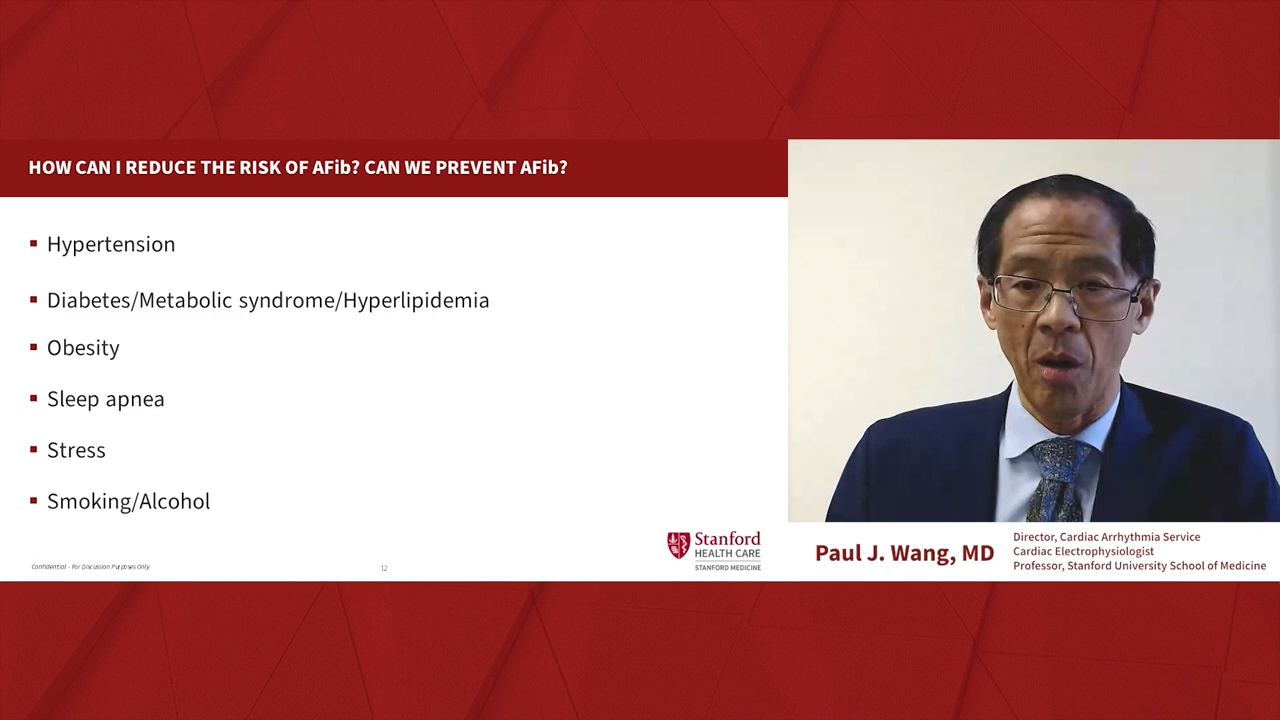 HOW CAN I REDUCE THE RISK OF AFib? CAN WE PREVENT AFib?
Hypertension
Diabetes/Metabolic syndrome/Hyperlipidemia
Obesity
Sleep apnea
Stress
Smoking/Alcohol
Confidential - For Discussion Purposes Only
12
Stanford
HEALTH CARE
STANFORD MEDICINE
Paul J. Wang, MD
Director, Cardiac Arrhythmia Service
Cardiac Electrophysiologist
Professor, Stanford University School of Medicine